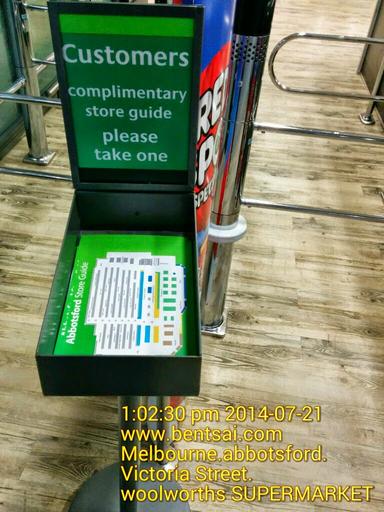 Customers
complimentary
store guide
please
take one
Abbotsford Store Guide
1:02:30 pm 2014-07-21
www.bentsai.com
Melbourne.abbotsford.
Victoria Street.
woolworths SUPERMARKET